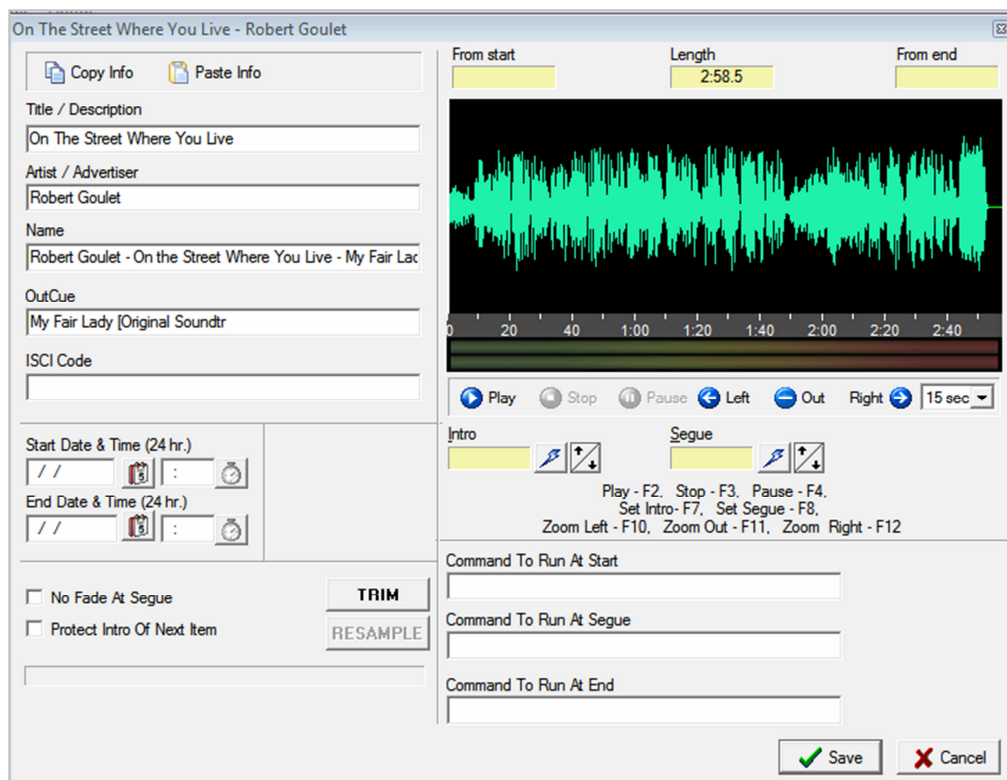 On The Street Where You Live - Robert Goulet
Copy Info Paste Info
Title / Description
On The Street Where You Live
Artist / Advertiser
Robert Goulet
Name
Robert Goulet - On the Street Where You Live - My Fair Lad
OutCue
My Fair Lady [Original Soundtr
ISCI Code
Start Date & Time (24 hr.)
/ / :
End Date & Time (24 hr.)
/ / :
No Fade At Segue
Protect Intro Of Next Item
TRIM
RESAMPLE
From start Length From end
2:58.5
0 20 40 1:00 1:20 1:40 2:00 2:20 2:40
Play Stop Pause Left Out Right 15 sec
Intro Segue
Play - F2, Stop - F3, Pause - F4,
Set Intro- F7, Set Segue - F8,
Zoom Left - F10, Zoom Out - F11, Zoom Right - F12
Command To Run At Start
Command To Run At Segue
Command To Run At End
Save Cancel